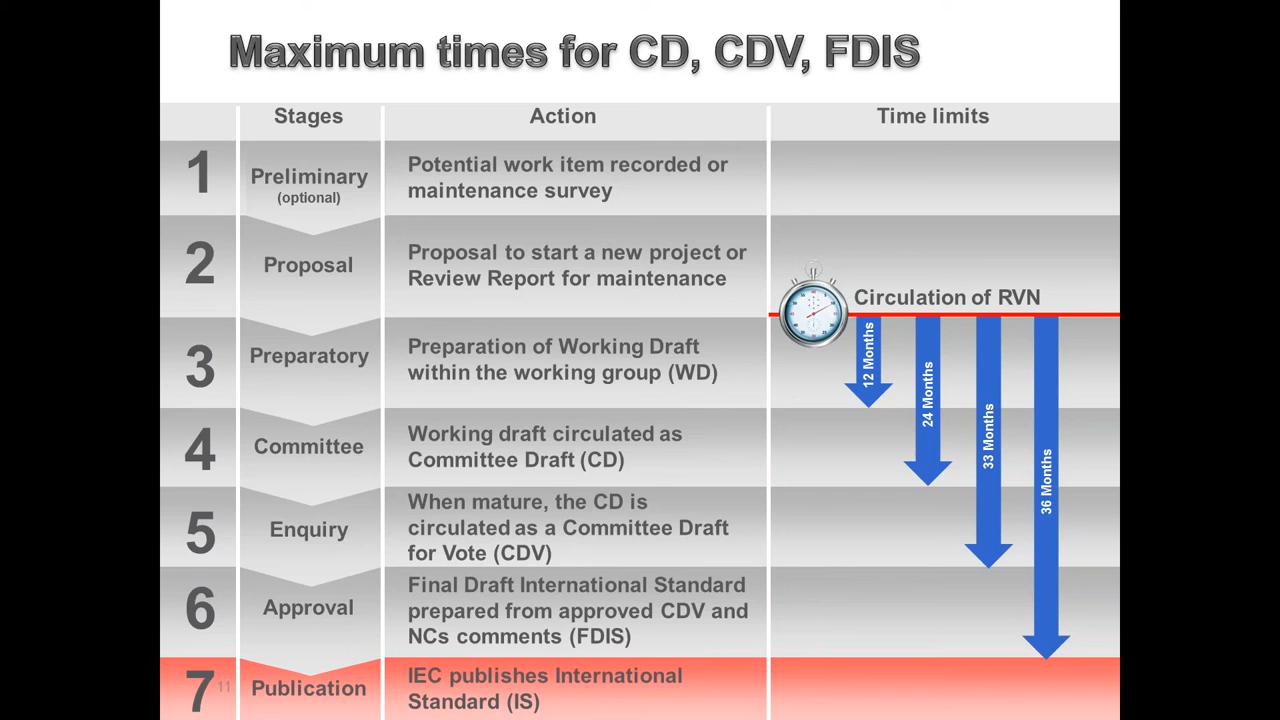 Maximum times for CD, CDV, FDIS
Stages
Action
Time limits
1
Preliminary
(optional)
Potential work item recorded or
maintenance survey
2
Proposal
Proposal to start a new project or
Review Report for maintenance
Circulation of RVN
3
Preparatory
Preparation of Working Draft
within the working group (WD)
12 Months
24 Months
33 Months
36 Months
4
Committee
Working draft circulated as
Committee Draft (CD)
5
Enquiry
When mature, the CD is
circulated as a Committee Draft
for Vote (CDV)
6
Approval
Final Draft International Standard
prepared from approved CDV and
NCs comments (FDIS)
7
11
Publication
IEC publishes International
Standard (IS)